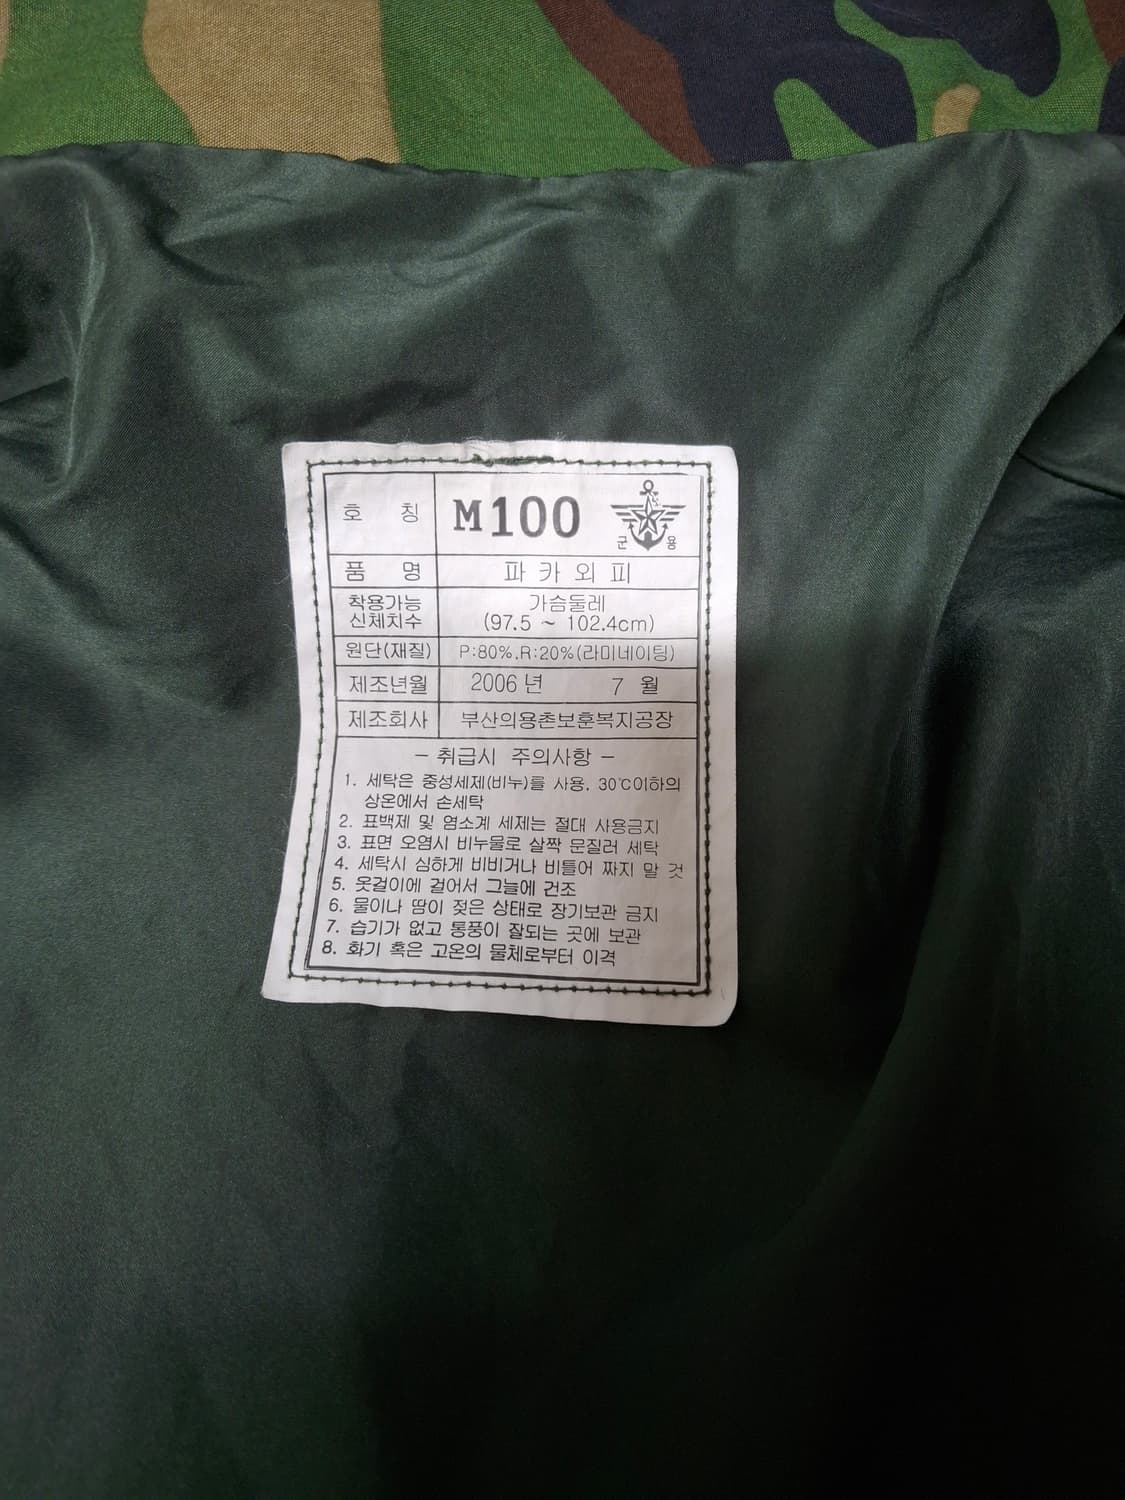 호 칭 M100
군 용
품 명 파 카 외 피
착용가능 가슴둘레
신체치수 (97.5 ~ 102.4cm)
원단(재질) P:80%.R:20%(라미네이팅)
제조년월 2006 년 7 월
제조회사 부산의용촌보훈복지공장
- 취급시 주의사항 -
1. 세탁은 중성세제(비누)를 사용, 30℃이하의
상온에서 손세탁
2. 표백제 및 염소계 세제는 절대 사용금지
3. 표면 오염시 비누물로 살짝 문질러 세탁
4. 세탁시 심하게 비비거나 비틀어 짜지 말 것
5. 옷걸이에 걸어서 그늘에 건조
6. 물이나 땀이 젖은 상태로 장기보관 금지
7. 습기가 없고 통풍이 잘되는 곳에 보관
8. 화기 혹은 고온의 물체로부터 이격